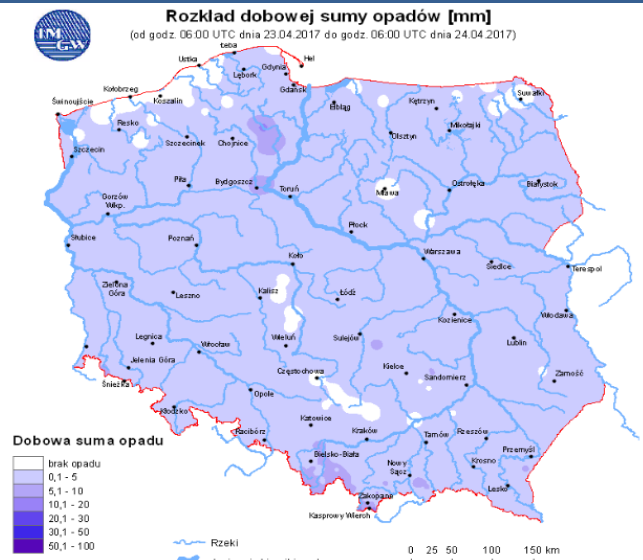 IM
GW
Rozkład dobowej sumy opadów [mm]
(od godz. 06:00 UTC dnia 23.04.2017 do godz. 06:00 UTC dnia 24.04.2017)
Łeba
Hel
Ustka
Gdynia
Lębork
Suwałki
Kołobrzeg
Gdańsk
Koszalin
Kętrzyn
Świnoujście
Elbląg
Resko
Mikołajki
Olsztyn
Szczecinek
Chojnice
Szczecin
Piła
Bydgoszcz
Toruń
Mława
Ostrołęka
Białystok
Gorzów
Wlkp.
Płock
Słubice
Poznań
Warszawa
Koło
Siedlce
Terespol
Zielona
Góra
Leszno
Kalisz
Łódź
Kozienice
Włodawa
Legnica
Wrocław
Wieluń
Sulejów
Lublin
Jelenia Góra
Kielce
Zamość
Śnieżka
Częstochowa
Sandomierz
Opole
Kłodzko
Katowice
Racibórz
Kraków
Tarnów
Rzeszów
Bielsko-Biała
Przemyśl
Nowy
Sącz
Krosno
Lesko
Zakopane
Kasprowy Wierch
Dobowa suma opadu
brak opadu
0,1 - 5
5,1 - 10
10,1 - 20
20,1 - 30
30,1 - 50
50,1 - 100
Rzeki
0 25 50 100 150 km